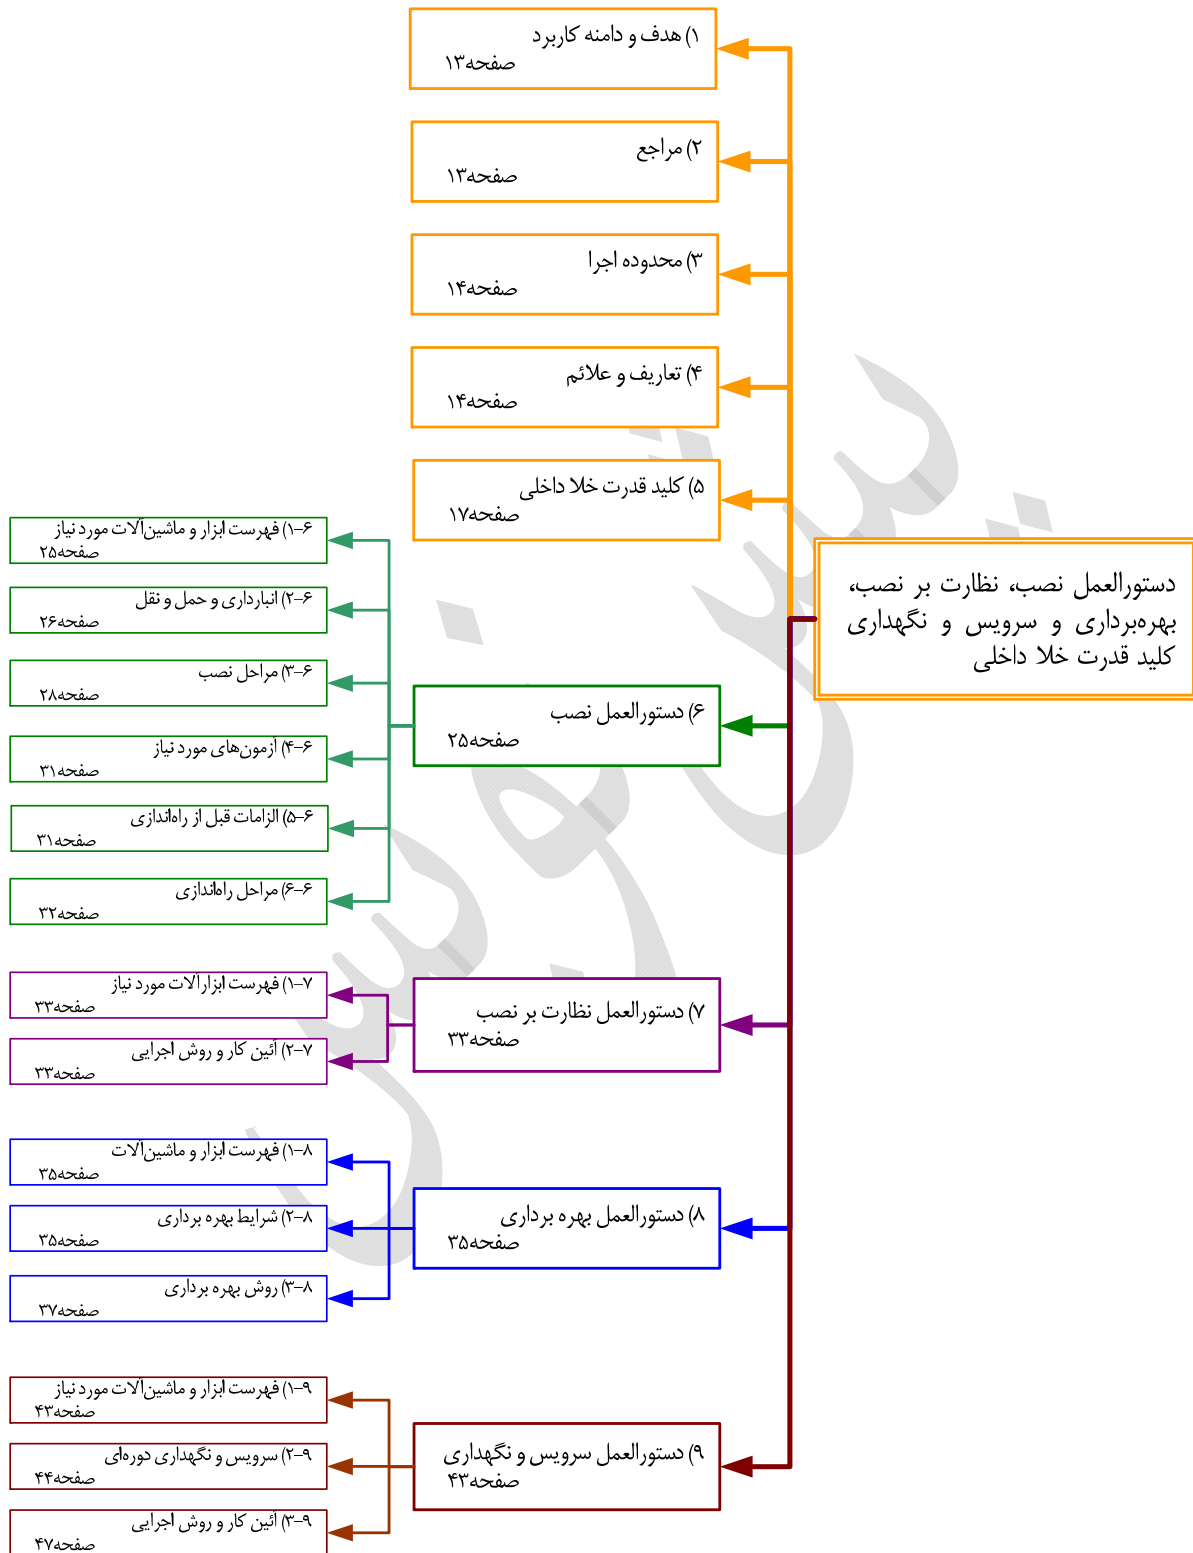 دستورالعمل نصب، نظارت بر نصب،
بهره‌برداری و سرویس و نگهداری
کلید قدرت خلا داخلی
۱) هدف و دامنه کاربرد
صفحه۱۳
۲) مراجع
صفحه۱۳
۳) محدوده اجرا
صفحه۱۴
۴) تعاریف و علائم
صفحه۱۴
۵) کلید قدرت خلا داخلی
صفحه۱۷
۶) دستورالعمل نصب
صفحه۲۵
۶–۱) فهرست ابزار و ماشین‌آلات مورد نیاز
صفحه۲۵
۶–۲) انبارداری و حمل و نقل
صفحه۲۶
۶–۳) مراحل نصب
صفحه۲۸
۶–۴) آزمون‌های مورد نیاز
صفحه۳۱
۶–۵) الزامات قبل از راه‌اندازی
صفحه۳۱
۶–۶) مراحل راه‌اندازی
صفحه۳۲
۷) دستورالعمل نظارت بر نصب
صفحه۳۳
۷–۱) فهرست ابزارآلات مورد نیاز
صفحه۳۳
۷–۲) آئین کار و روش اجرایی
صفحه۳۳
۸) دستورالعمل بهره برداری
صفحه۳۵
۸–۱) فهرست ابزار و ماشین‌آلات
صفحه۳۵
۸–۲) شرایط بهره برداری
صفحه۳۵
۸–۳) روش بهره برداری
صفحه۳۷
۹) دستورالعمل سرویس و نگهداری
صفحه۴۳
۹–۱) فهرست ابزار و ماشین‌آلات مورد نیاز
صفحه۴۳
۹–۲) سرویس و نگهداری دوره‌ای
صفحه۴۴
۹–۳) آئین کار و روش اجرایی
صفحه۴۷
پیش نویس